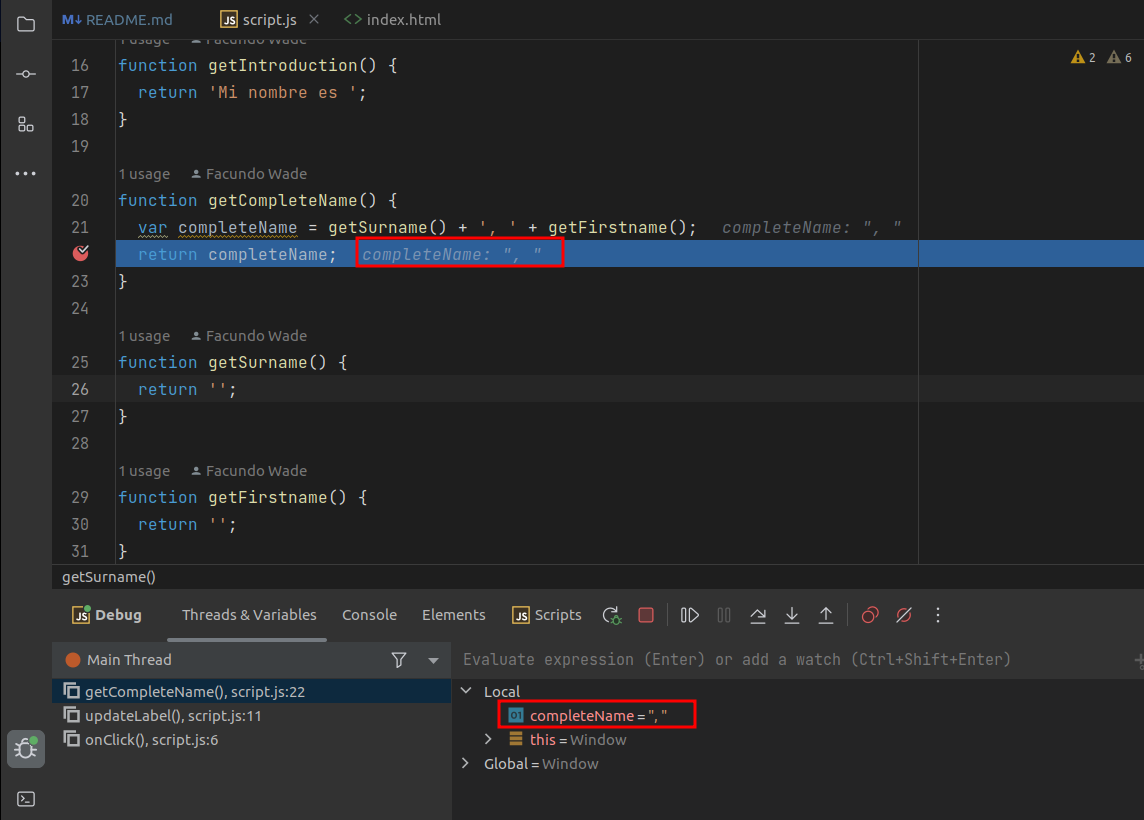 README.md script.js index.html
1 usage Facundo Wade
16 function getIntroduction() {
17 return 'Mi nombre es ';
18 }
19
1 usage Facundo Wade
20 function getCompleteName() {
21 var completeName = getSurname() + ', ' + getFirstname(); completeName: ", "
return completeName; completeName: ", "
23 }
24
1 usage Facundo Wade
25 function getSurname() {
26 return '';
27 }
28
1 usage Facundo Wade
29 function getFirstname() {
30 return '';
31 }
2 6
getSurname()
JS Debug Threads & Variables Console Elements JS Scripts
Main Thread
getCompleteName(), script.js:22
updateLabel(), script.js:11
onClick(), script.js:6
Evaluate expression (Enter) or add a watch (Ctrl+Shift+Enter)
Local
01 completeName = ", "
this = Window
Global = Window